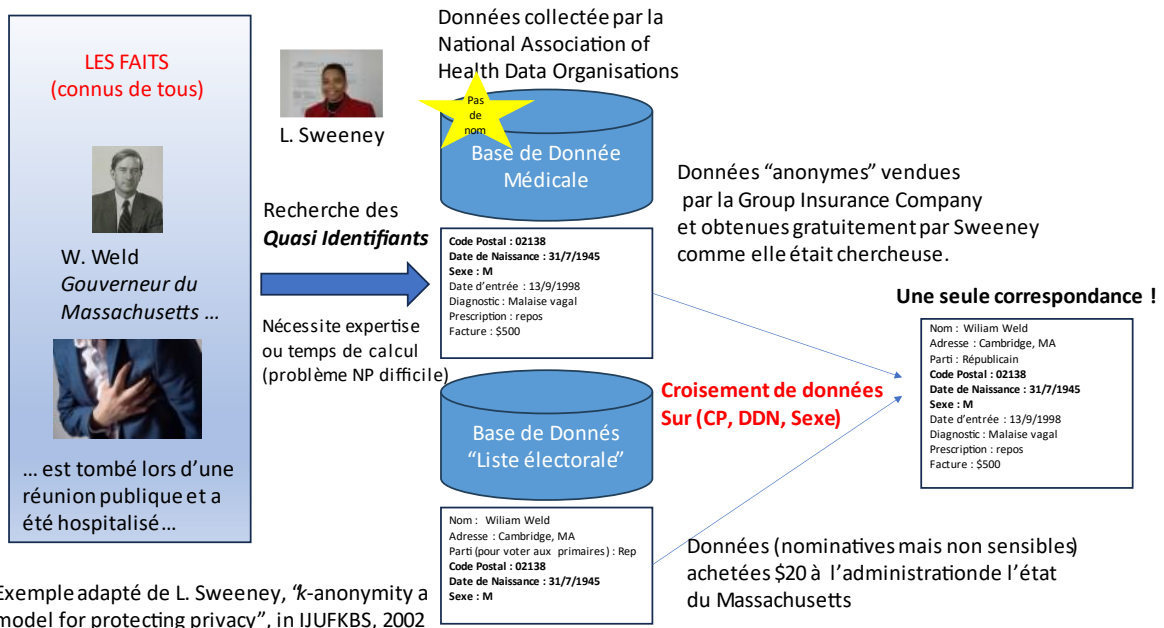 LES FAITS
(connus de tous)
W. Weld
Gouverneur du
Massachusetts …
… est tombé lors d’une
réunion publique et a
été hospitalisé …
L. Sweeney
Recherche des
Quasi Identifiants
Nécessite expertise
ou temps de calcul
(problème NP difficile)
Données collectée par la
National Association of
Health Data Organisations
Pas
de
nom
Base de Donnée
Médicale
Code Postal : 02138
Date de Naissance : 31/7/1945
Sexe : M
Date d’entrée : 13/9/1998
Diagnostic : Malaise vagal
Prescription : repos
Facture : $500
Données “anonymes” vendues
par la Group Insurance Company
et obtenues gratuitement par Sweeney
comme elle était chercheuse.
Base de Donnés
“Liste électorale”
Nom : Wiliam Weld
Adresse : Cambridge, MA
Parti (pour voter aux primaires) : Rep
Code Postal : 02138
Date de Naissance : 31/7/1945
Sexe : M
Croisement de données
Sur (CP, DDN, Sexe)
Une seule correspondance !
Nom : Wiliam Weld
Adresse : Cambridge, MA
Parti : Républicain
Code Postal : 02138
Date de Naissance : 31/7/1945
Sexe : M
Date d’entrée : 13/9/1998
Diagnostic : Malaise vagal
Prescription : repos
Facture : $500
Données (nominatives mais non sensibles)
achetées $20 à l’administration de l’état
du Massachusetts
Exemple adapté de L. Sweeney, “k-anonymity a
model for protecting privacy”, in IJUFKBS, 2002